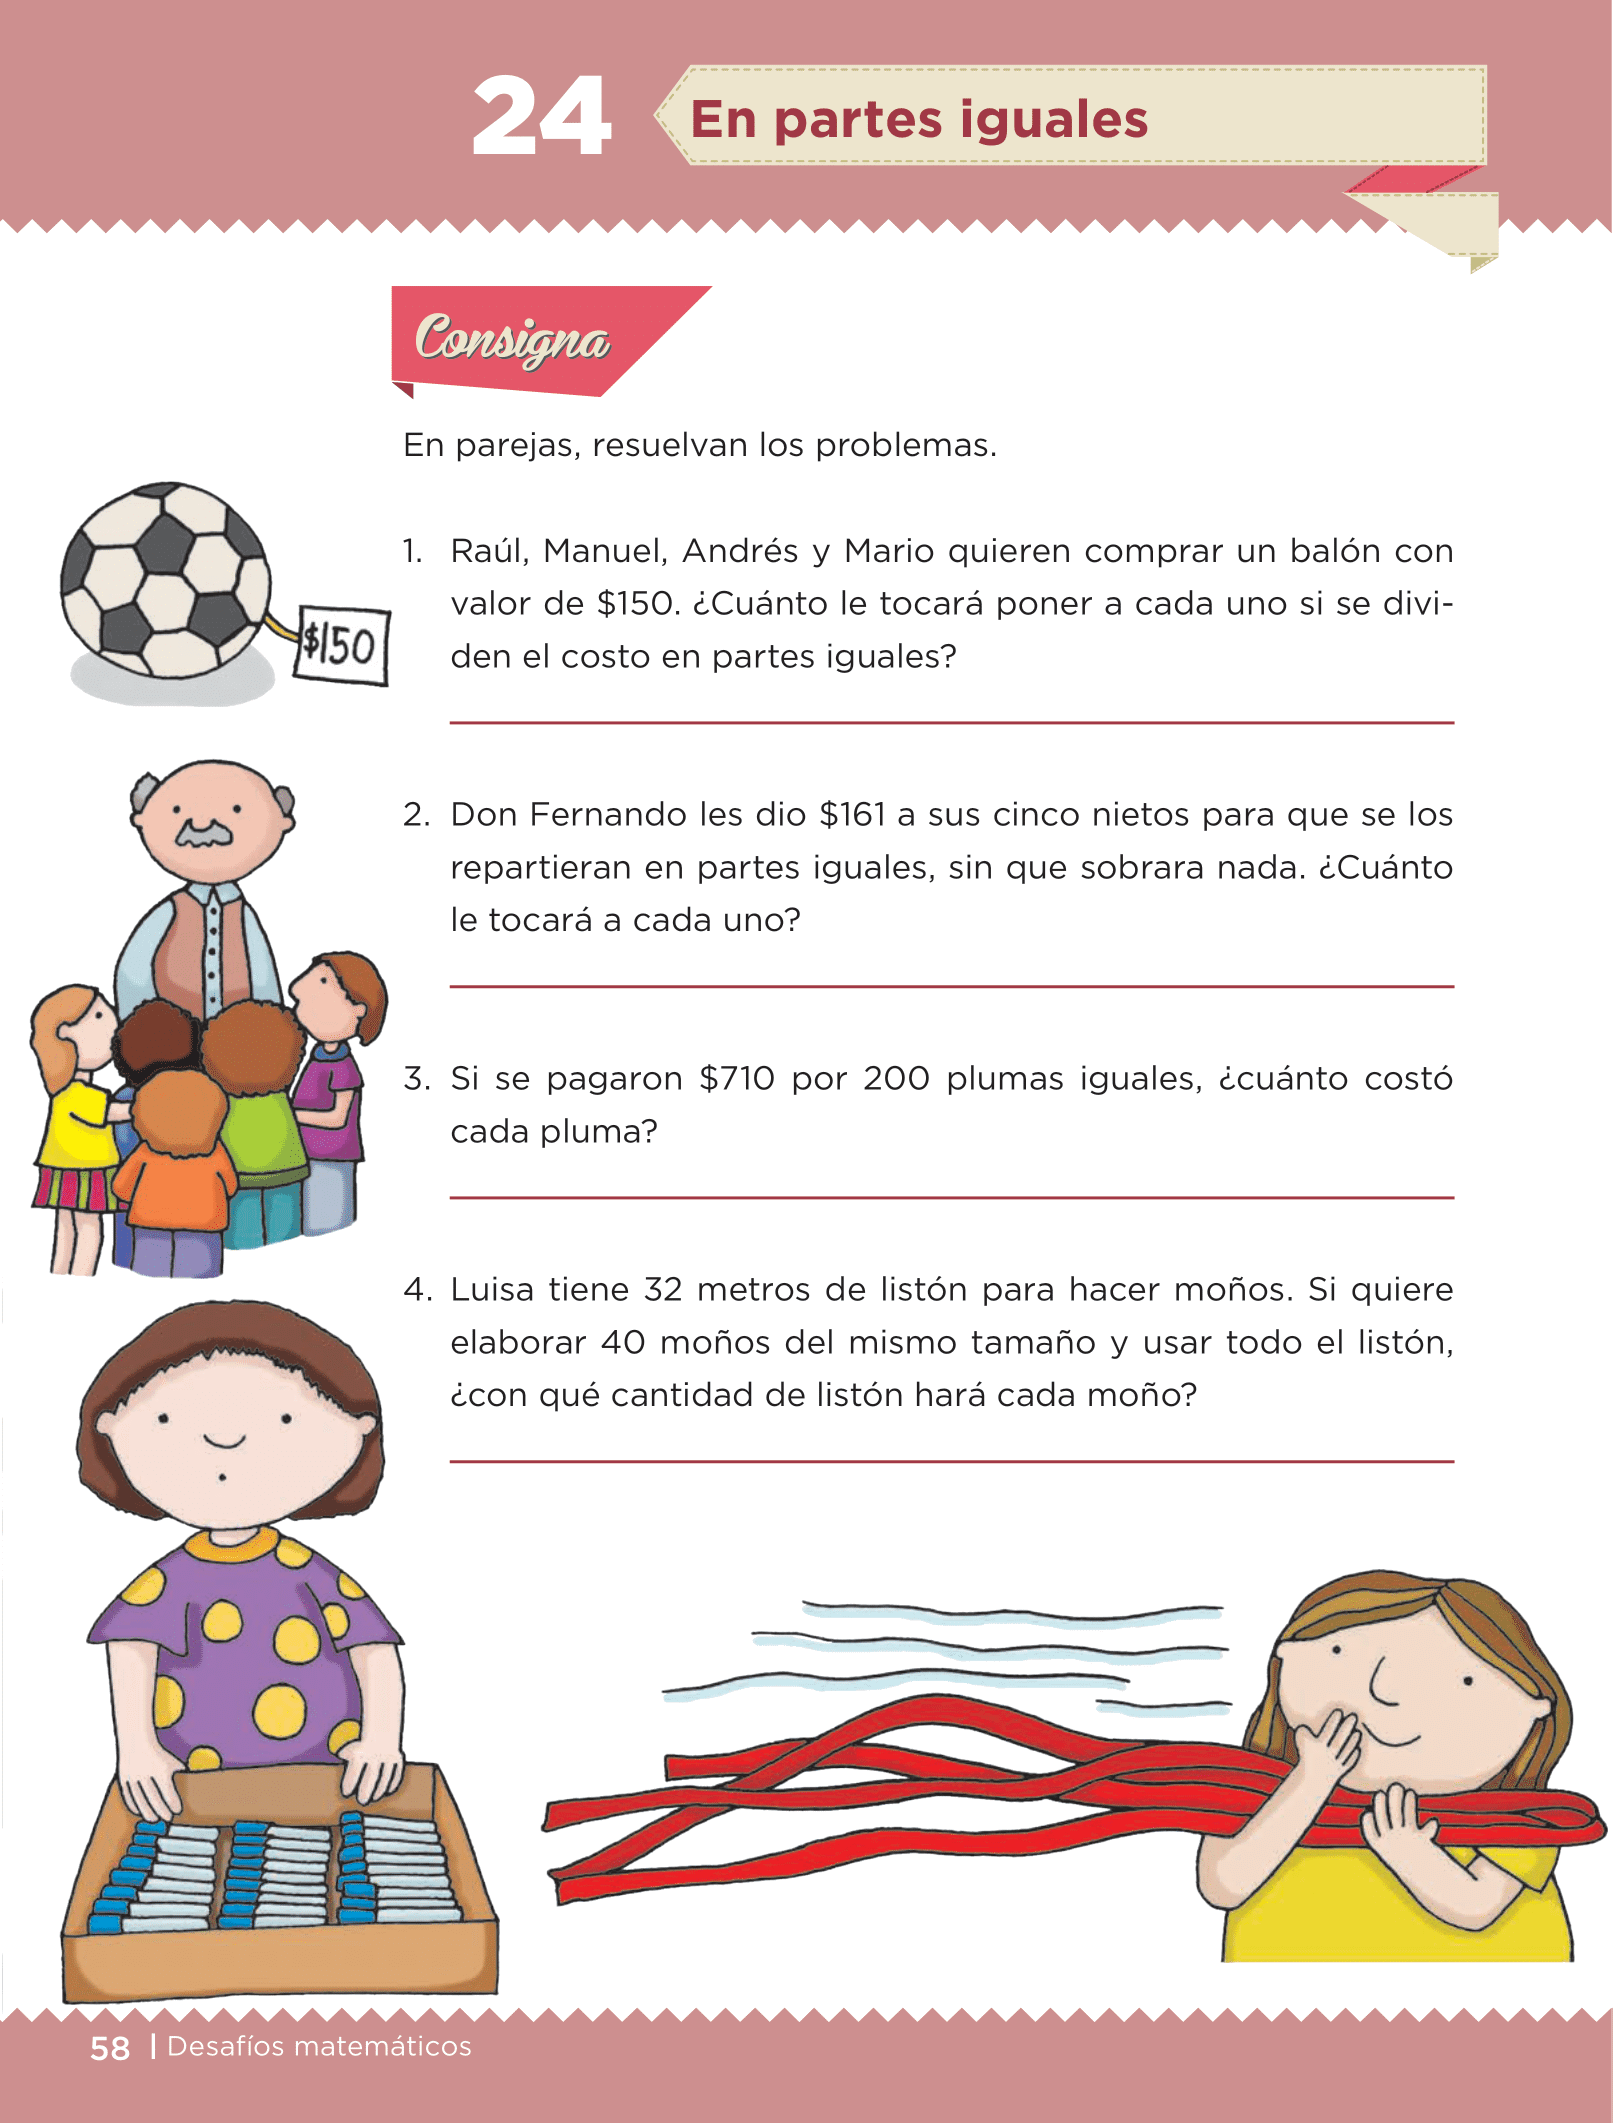 24
En partes iguales
Consigna
En parejas, resuelvan los problemas.
$150
1. Raúl, Manuel, Andrés y Mario quieren comprar un balón con
valor de $150. ¿Cuánto le tocará poner a cada uno si se divi-
den el costo en partes iguales?
2. Don Fernando les dio $161 a sus cinco nietos para que se los
repartieran en partes iguales, sin que sobrara nada. ¿Cuánto
le tocará a cada uno?
3. Si se pagaron $710 por 200 plumas iguales, ¿cuánto costó
cada pluma?
4. Luisa tiene 32 metros de listón para hacer moños. Si quiere
elaborar 40 moños del mismo tamaño y usar todo el listón,
¿con qué cantidad de listón hará cada moño?
58 | Desafíos matemáticos